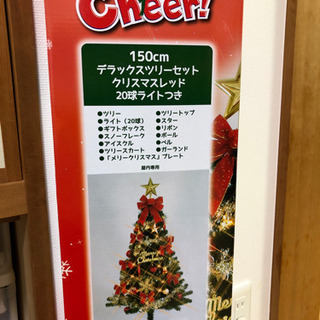 Cheer!
150cm
デラックスツリーセット
クリスマスレッド
20球ライトつき
●ツリー
●ライト（20球）
●ギフトボックス
●スノーフレーク
●アイスクル
●ツリースカート
●「メリークリスマス」プレート
●ツリートップ
●スター
●リボン
●ボール
●ベル
●ガーランド
屋内専用
Merry